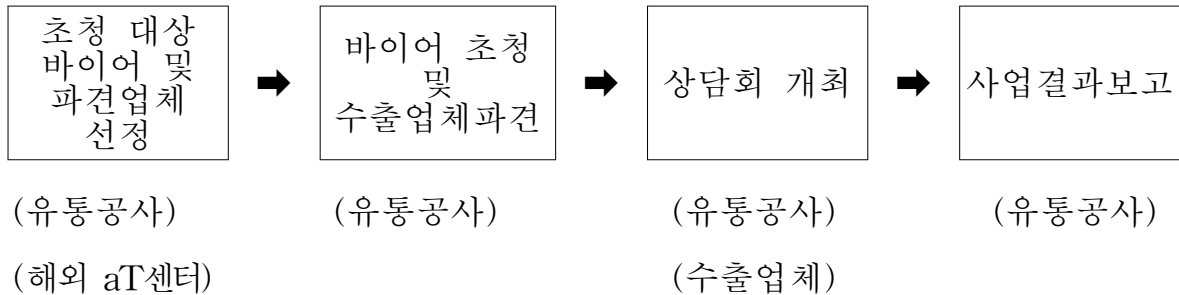 초청 대상
바이어 및
파견업체
선정
➡
바이어 초청
및
수출업체파견
➡
상담회 개최
➡
사업결과보고
(유통공사)
(유통공사)
(유통공사)
(유통공사)
(해외 aT센터)
(수출업체)